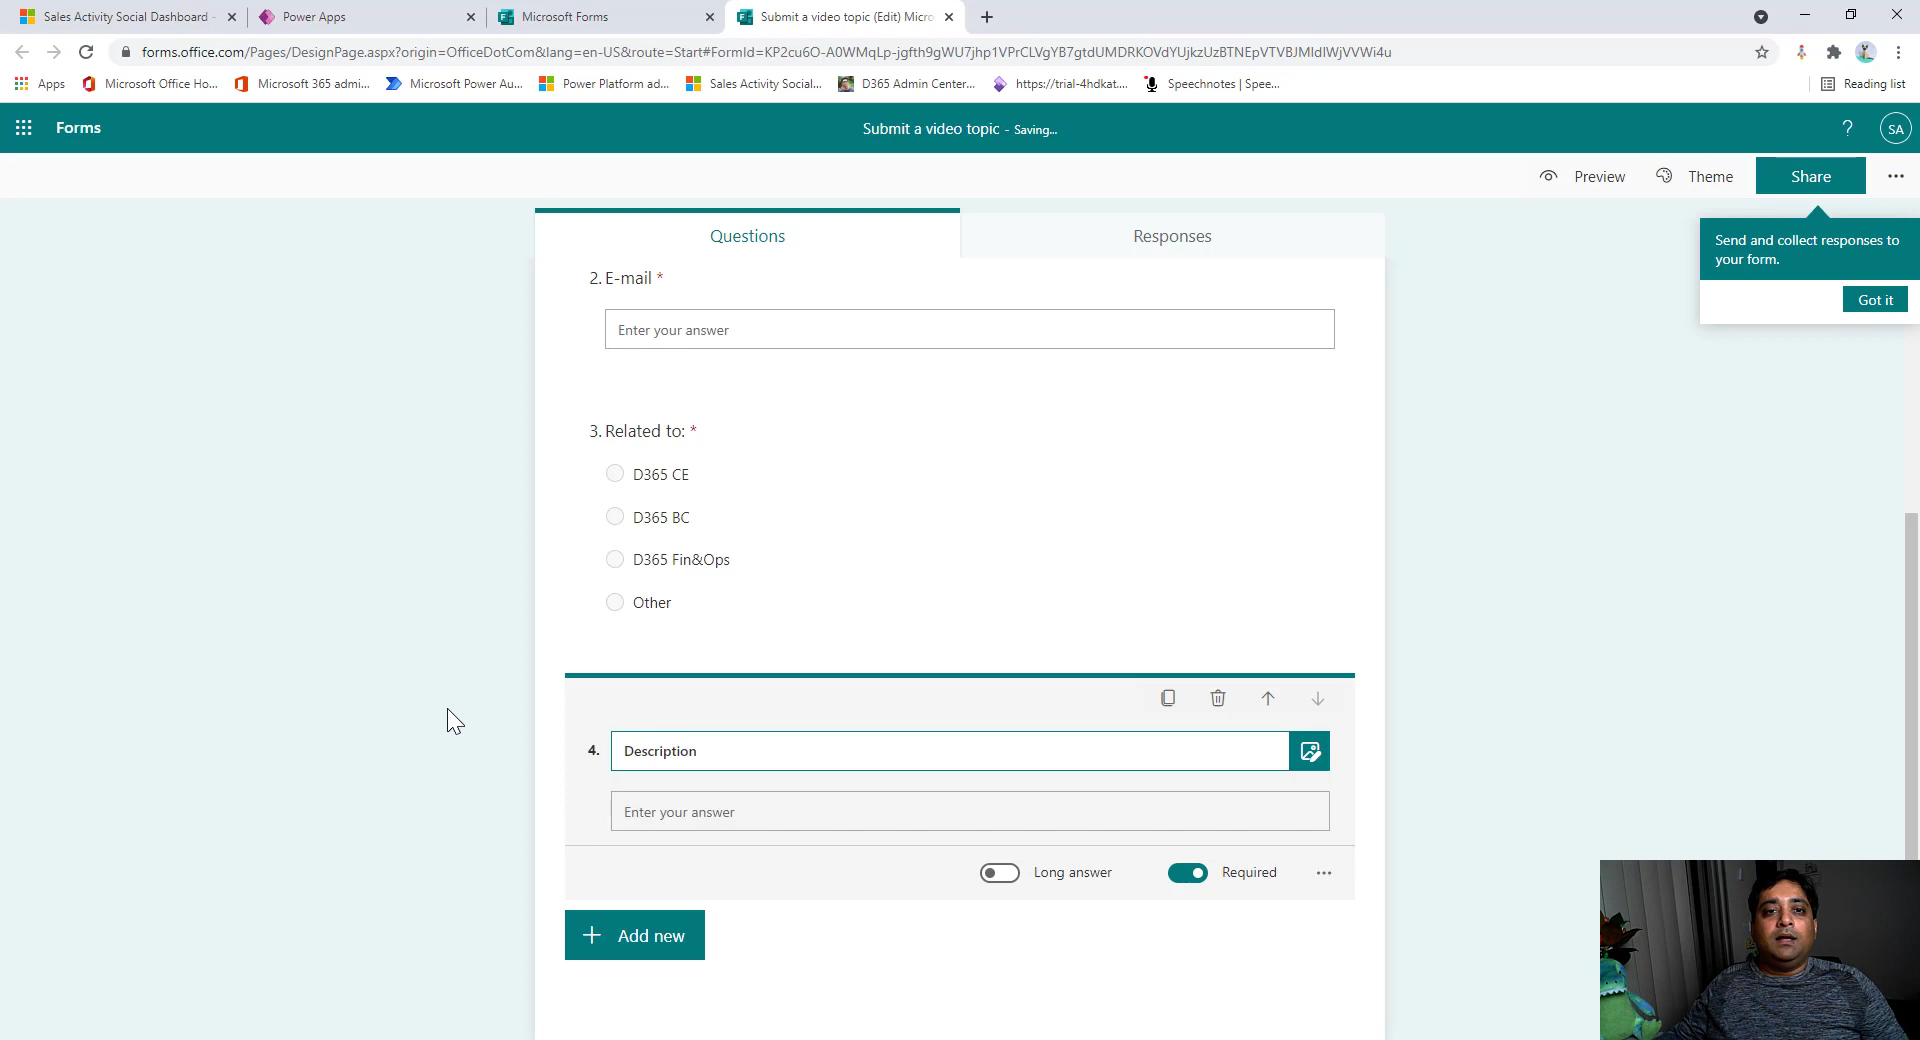 Sales Activity Social Dashboard -
Power Apps
Microsoft Forms
Submit a video topic (Edit) Micro
forms.office.com/Pages/DesignPage.aspx?origin=OfficeDotCom&lang=en-US&route=Start#FormId=KP2cu6O-A0WMqLp-jgfth9gWU7jhp1VPrCLVgYB7gtdUMDRKOVdYUjkzUzBTNEpVTVBJMldIWjVVWi4u
Apps
Microsoft Office Ho...
Microsoft 365 admi...
Microsoft Power Au...
Power Platform ad...
Sales Activity Social...
D365 Admin Center...
https://trial-4hdkat....
Speechnotes | Spee...
Reading list
Forms
Submit a video topic - Saving...
?
SA
Preview
Theme
Share
Send and collect responses to
your form.
Got it
Questions
Responses
2. E-mail *
Enter your answer
3. Related to: *
D365 CE
D365 BC
D365 Fin&Ops
Other
4. Description
Enter your answer
Long answer
Required
Add new